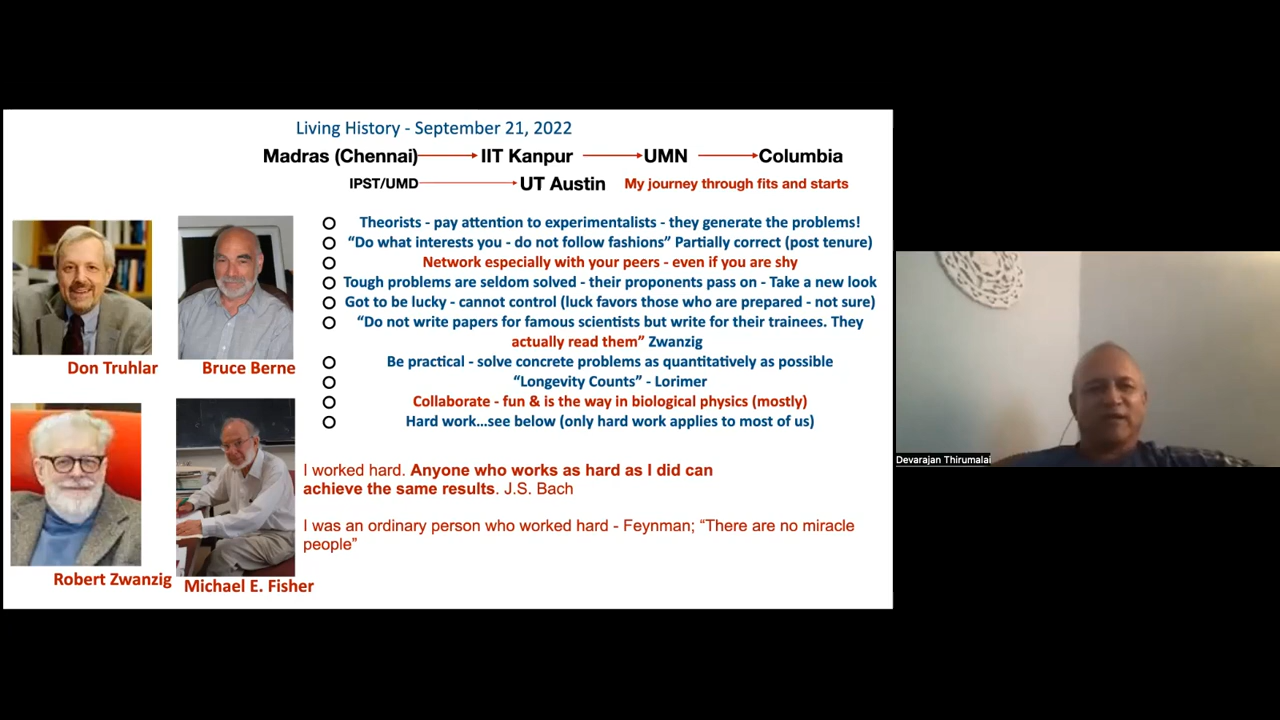 Living History - September 21, 2022
Madras (Chennai) IIT Kanpur UMN Columbia
IPST/UMD UT Austin My journey through fits and starts
Theorists - pay attention to experimentalists - they generate the problems!
“Do what interests you - do not follow fashions” Partially correct (post tenure)
Network especially with your peers - even if you are shy
Tough problems are seldom solved - their proponents pass on - Take a new look
Got to be lucky - cannot control (luck favors those who are prepared - not sure)
“Do not write papers for famous scientists but write for their trainees. They
actually read them” Zwanzig
Be practical - solve concrete problems as quantitatively as possible
“Longevity Counts” - Lorimer
Collaborate - fun & is the way in biological physics (mostly)
Hard work...see below (only hard work applies to most of us)
I worked hard. Anyone who works as hard as I did can
achieve the same results. J.S. Bach
I was an ordinary person who worked hard - Feynman; “There are no miracle
people”
Don Truhlar
Bruce Berne
Robert Zwanzig
Michael E. Fisher
Devarajan Thirumalai